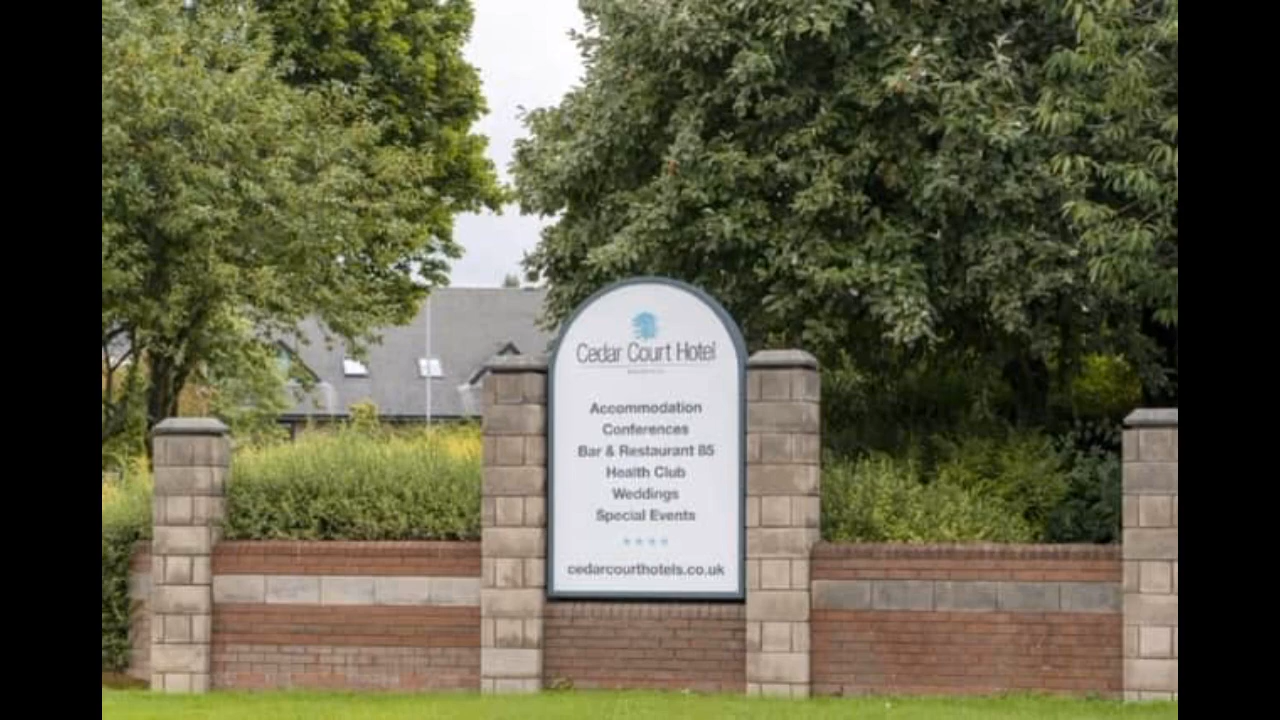 Cedar Court Hotel
Accommodation
Conferences
Bar & Restaurant 85
Health Club
Weddings
Special Events
cedarcourthotels.co.uk